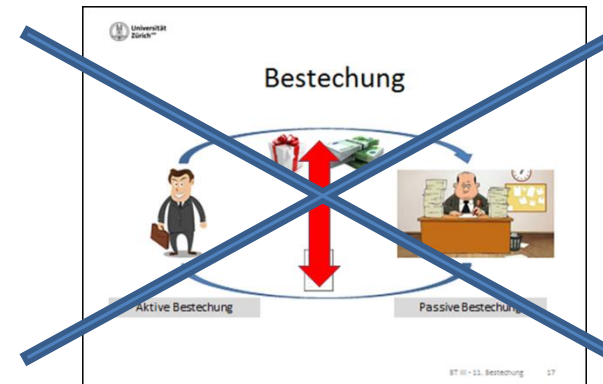 Universität
Zürich
Bestechung
Aktive Bestechung
Passive Bestechung
BT III - 11. Bestechung 17